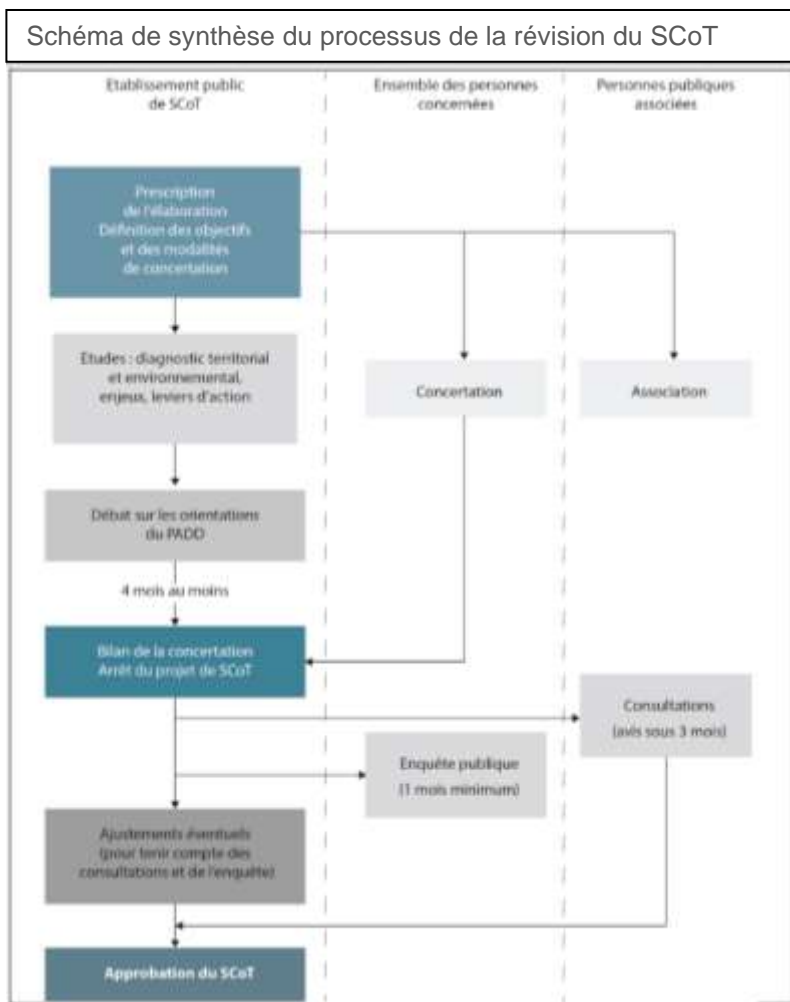 Schéma de synthèse du processus de la révision du SCoT
Etablissement public
de SCoT
Ensemble des personnes
concernées
Personnes publiques
associées
Prescription
de l'élaboration
Définition des objectifs
et des modalités
de concertation
Études : diagnostic territorial
et environnemental,
enjeux, leviers d'action
Concertation
Association
Débat sur les orientations
du PADD
4 mois au moins
Bilan de la concertation
Arrêt du projet de SCoT
Consultations
(avis sous 3 mois)
Enquête publique
(1 mois minimum)
Ajustements éventuels
(pour tenir compte des
consultations et de l'enquête)
Approbation du SCoT